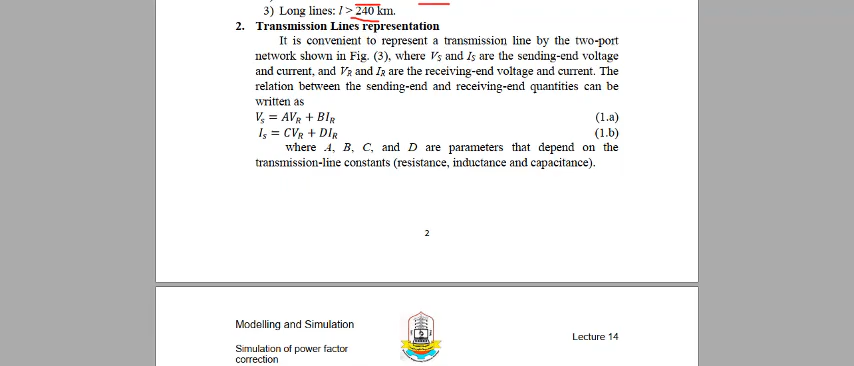 3) Long lines: l > 240 km.
2. Transmission Lines representation
It is convenient to represent a transmission line by the two-port
network shown in Fig. (3), where VS and IS are the sending-end voltage
and current, and VR and IR are the receiving-end voltage and current. The
relation between the sending-end and receiving-end quantities can be
written as
Vs = AVR + BIR (1.a)
Is = CVR + DIR (1.b)
where A, B, C, and D are parameters that depend on the
transmission-line constants (resistance, inductance and capacitance).
2
Modelling and Simulation
Simulation of power factor
correction
Lecture 14